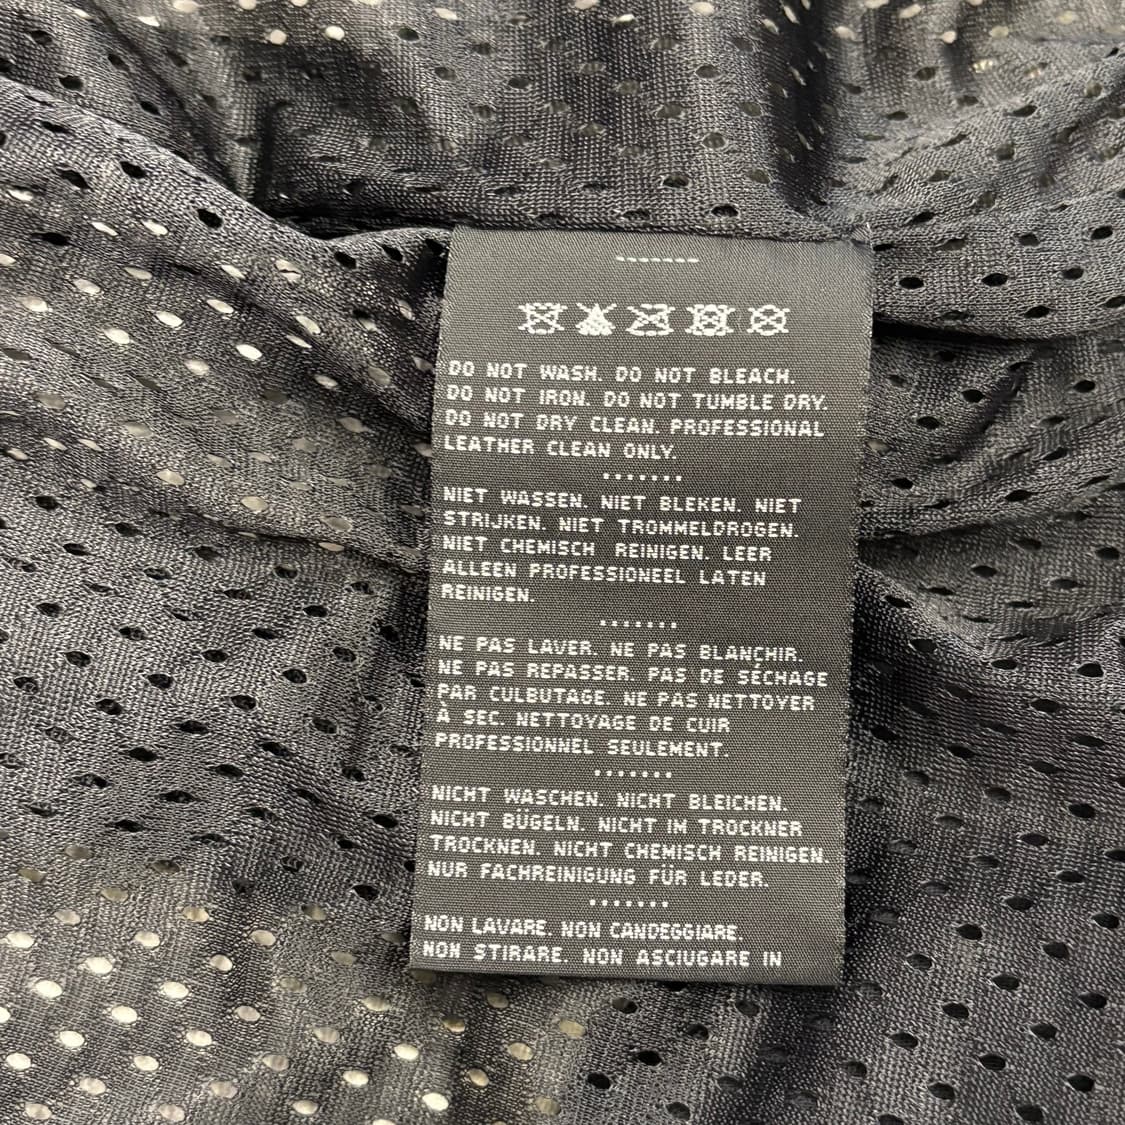 DO NOT WASH. DO NOT BLEACH.
DO NOT IRON. DO NOT TUMBLE DRY.
DO NOT DRY CLEAN. PROFESSIONAL
LEATHER CLEAN ONLY.
NIET WASSEN. NIET BLEKEN. NIET
STRIJKEN. NIET TROMMELDROGEN.
NIET CHEMISCH REINIGEN. LEER
ALLEEN PROFESSIONEEL LATEN
REINIGEN.
NE PAS LAVER. NE PAS BLANCHIR.
NE PAS REPASSER. PAS DE SÉCHAGE
PAR CULBUTAGE. NE PAS NETTOYER
À SEC. NETTOYAGE DE CUIR
PROFESSIONNEL SEULEMENT.
NICHT WASCHEN. NICHT BLEICHEN.
NICHT BÜGELN. NICHT IM TROCKNER
TROCKNEN. NICHT CHEMISCH REINIGEN.
NUR FACHREINIGUNG FÜR LEDER.
NON LAVARE. NON CANDEGGIARE.
NON STIRARE. NON ASCIUGARE IN